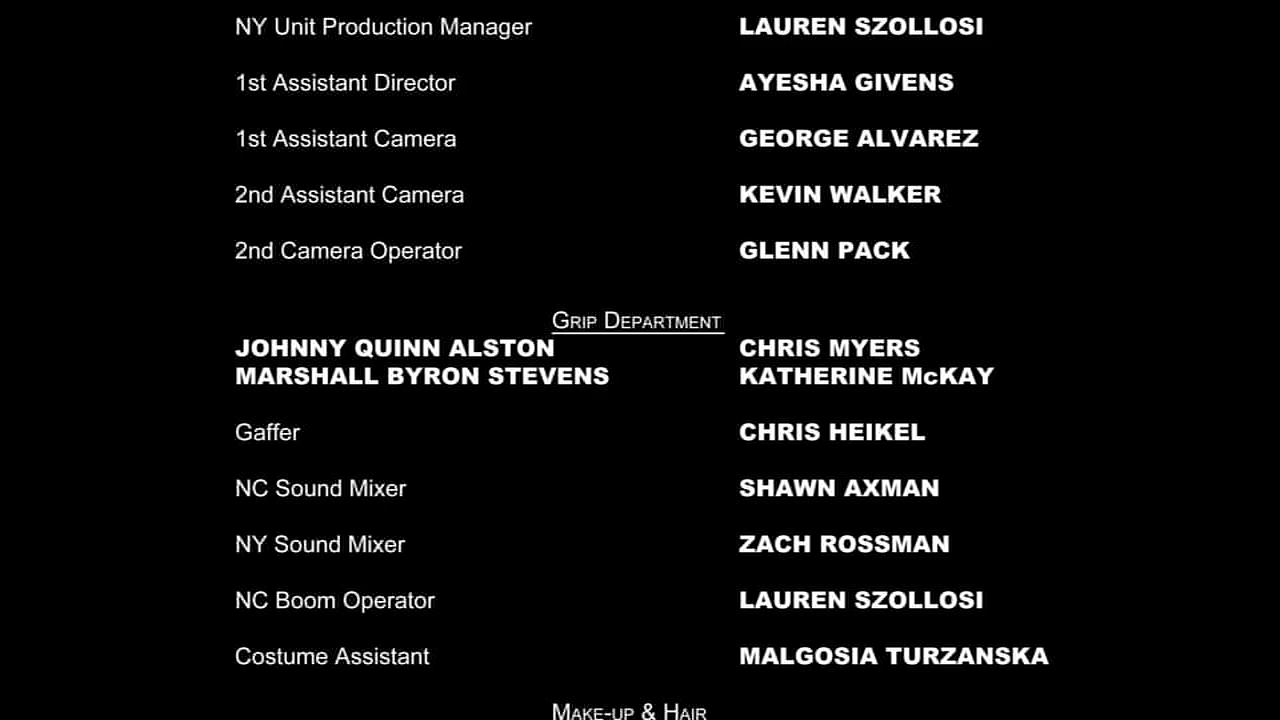 NY Unit Production Manager LAUREN SZOLLOSI
1st Assistant Director AYESHA GIVENS
1st Assistant Camera GEORGE ALVAREZ
2nd Assistant Camera KEVIN WALKER
2nd Camera Operator GLENN PACK
Grip Department
JOHNNY QUINN ALSTON CHRIS MYERS
MARSHALL BYRON STEVENS KATHERINE McKAY
Gaffer CHRIS HEIKEL
NC Sound Mixer SHAWN AXMAN
NY Sound Mixer ZACH ROSSMAN
NC Boom Operator LAUREN SZOLLOSI
Costume Assistant MALGOSIA TURZANSKA
Make-up & Hair